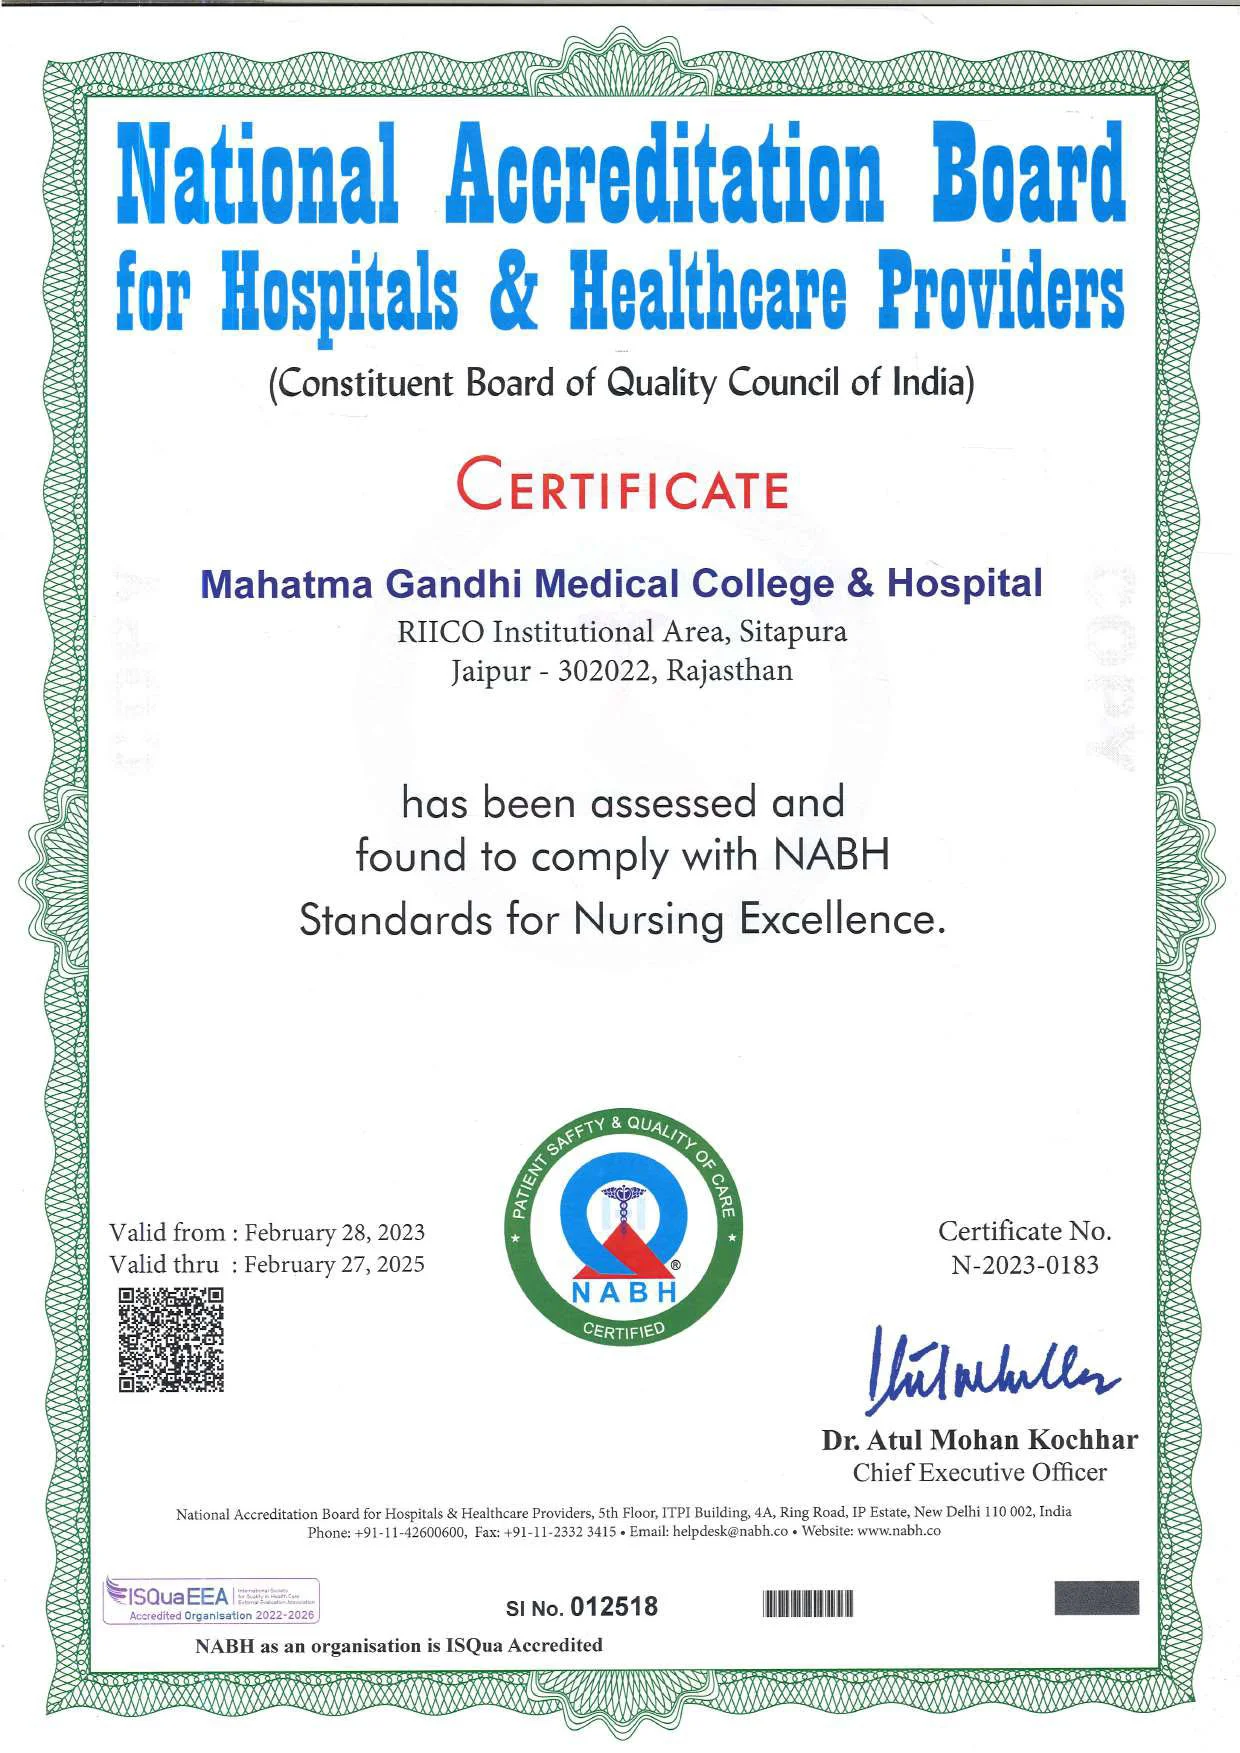 National Accreditation Board
for Hospitals & Healthcare Providers
(Constituent Board of Quality Council of India)
CERTIFICATE
Mahatma Gandhi Medical College & Hospital
RIICO Institutional Area, Sitapura
Jaipur - 302022, Rajasthan
has been assessed and
found to comply with NABH
Standards for Nursing Excellence.
PATIENT SAFFTY & QUALITY OF CARE
NABH
®
CERTIFIED
Valid from : February 28, 2023
Valid thru : February 27, 2025
Certificate No.
N-2023-0183
Dr. Atul Mohan Kochhar
Chief Executive Officer
National Accreditation Board for Hospitals & Healthcare Providers, 5th Floor, ITPI Building, 4A, Ring Road, IP Estate, New Delhi 110 002, India
Phone: +91-11-42600600, Fax: +91-11-2332 3415 • Email: helpdesk@nabh.co • Website: www.nabh.co
ISQuaEEA
International Society
for Quality in Health Care
External Evaluation Association
Accredited Organisation 2022-2026
SI No. 012518
NABH as an organisation is ISQua Accredited